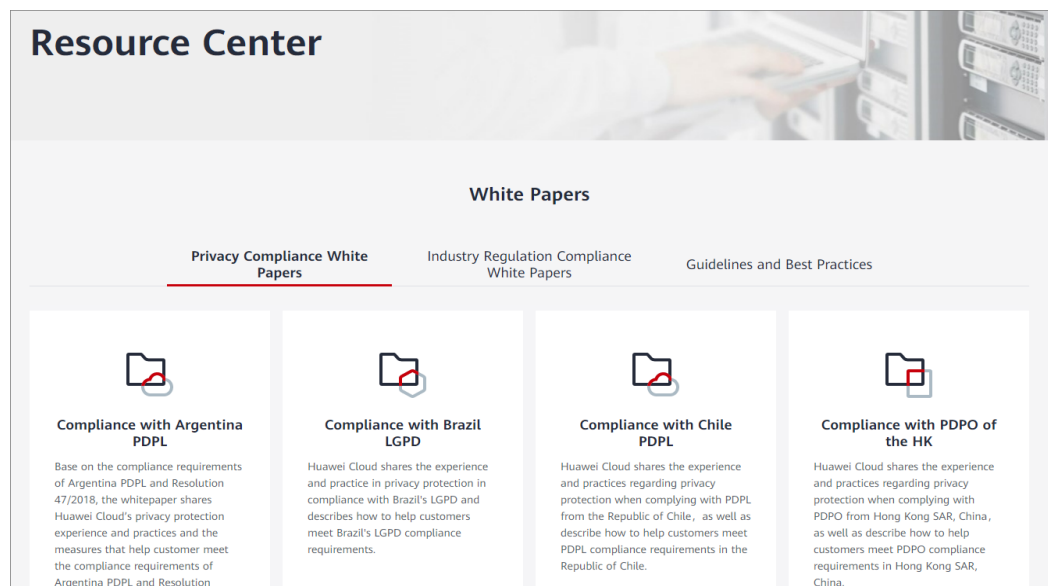 Resource Center
White Papers
Privacy Compliance White
Papers
Industry Regulation Compliance
White Papers
Guidelines and Best Practices
Compliance with Argentina
PDPL
Base on the compliance requirements
of Argentina PDPL and Resolution
47/2018, the whitepaper shares
Huawei Cloud's privacy protection
experience and practices and the
measures that help customer meet
the compliance requirements of
Argentina PDPL and Resolution
Compliance with Brazil
LGPD
Huawei Cloud shares the experience
and practice in privacy protection in
compliance with Brazil's LGPD and
describes how to help customers
meet Brazil's LGPD compliance
requirements.
Compliance with Chile
PDPL
Huawei Cloud shares the experience
and practices regarding privacy
protection when complying with PDPL
from the Republic of Chile，as well as
describe how to help customers meet
PDPL compliance requirements in the
Republic of Chile.
Compliance with PDPO of
the HK
Huawei Cloud shares the experience
and practices regarding privacy
protection when complying with
PDPO from Hong Kong SAR, China，
as well as describe how to help
customers meet PDPO compliance
requirements in Hong Kong SAR,
China.